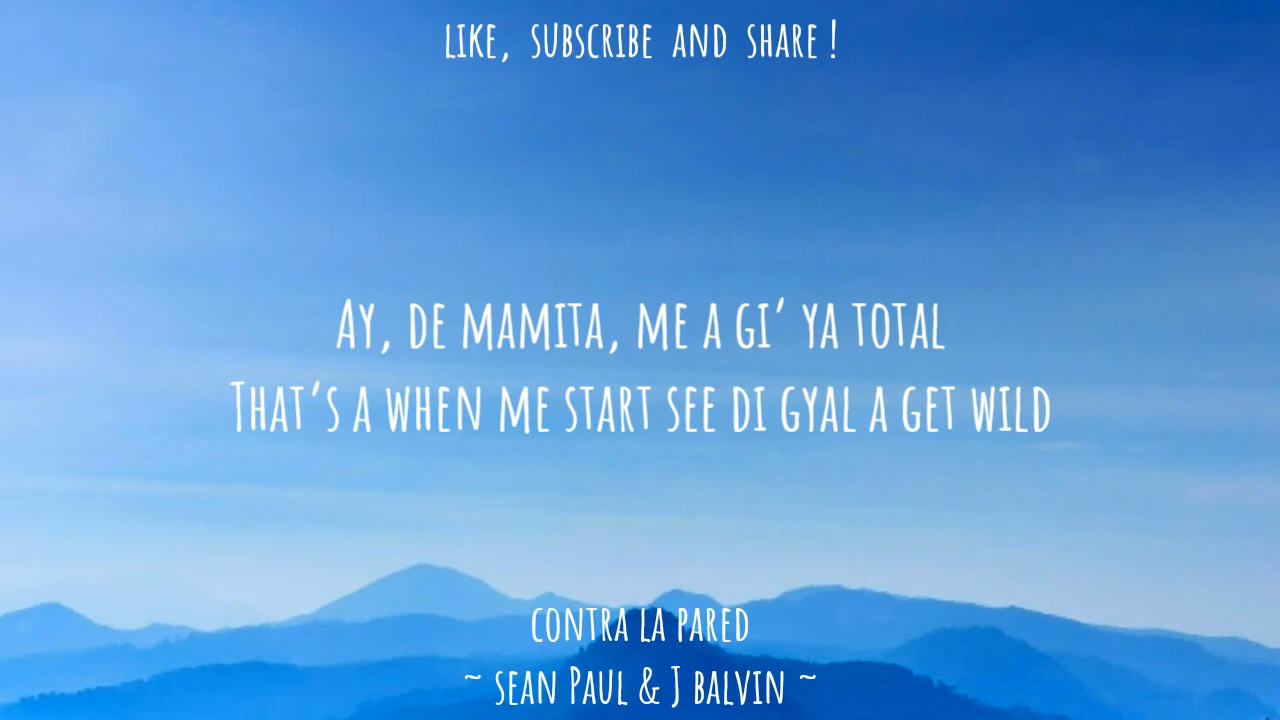 LIKE, SUBSCRIBE AND SHARE !
AY, DE MAMITA, ME A GI' YA TOTAL
THAT'S A WHEN ME START SEE DI GYAL A GET WILD
CONTRA LA PARED
~ SEAN PAUL & J BALVIN ~